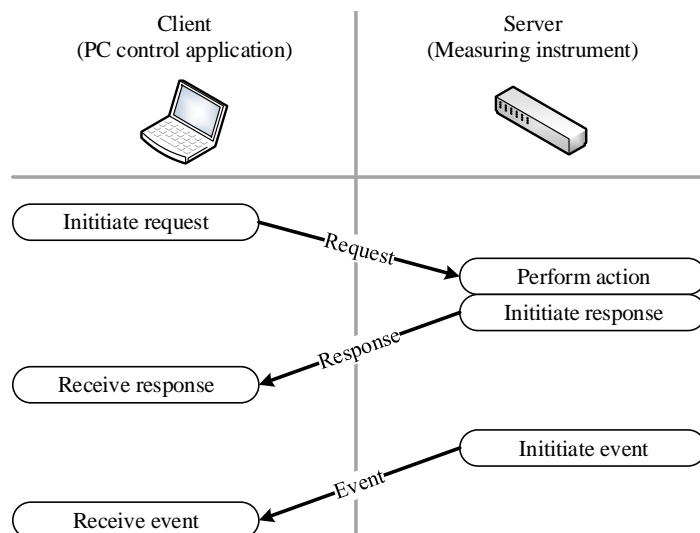 Client
(PC control application)
Server
(Measuring instrument)
Inititiate request
Request
Perform action
Inititiate response
Response
Receive response
Inititiate event
Event
Receive event